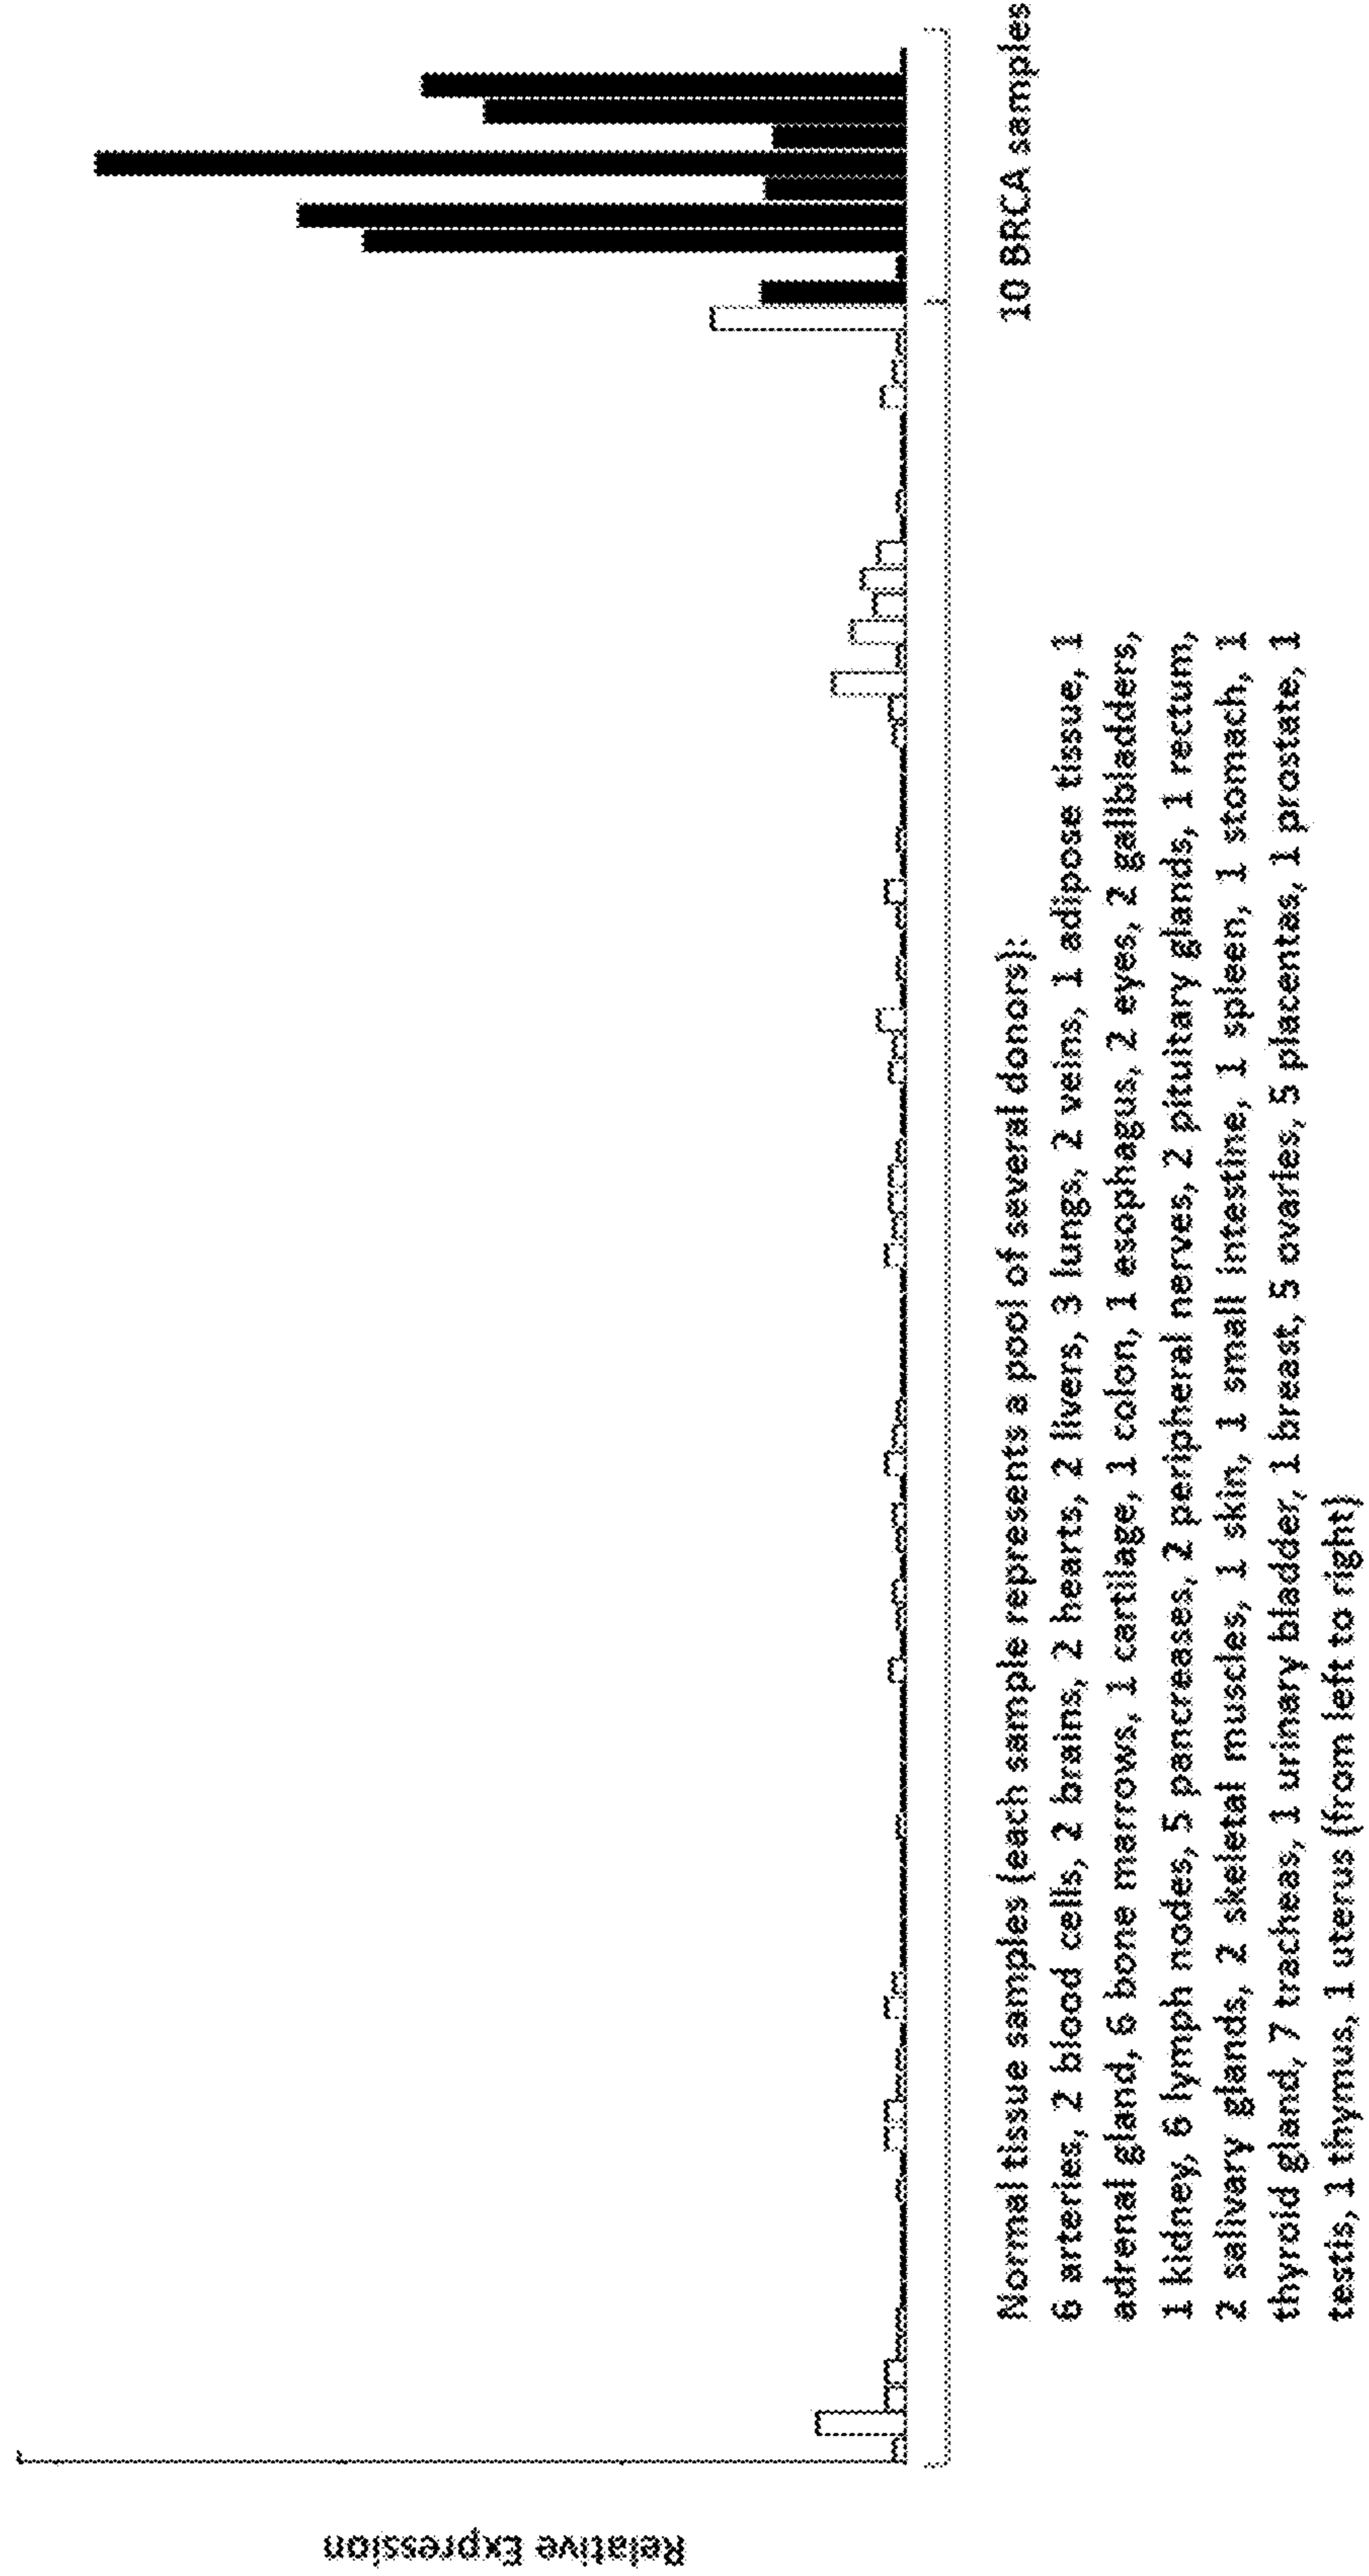 Relative Expression
10 BRCA samples
Normal tissue samples (each sample represents a pool of several donors):
6 arteries, 2 blood cells, 2 brains, 2 hearts, 2 livers, 3 lungs, 2 veins, 1 adipose tissue, 1
adrenal gland, 6 bone marrows, 1 cartilage, 1 colon, 1 esophagus, 2 eyes, 2 gallbladders,
1 kidney, 6 lymph nodes, 5 pancreases, 2 peripheral nerves, 2 pituitary glands, 1 rectum,
2 salivary glands, 2 skeletal muscles, 1 skin, 1 small intestine, 1 spleen, 1 stomach, 1
thyroid gland, 7 tracheas, 1 urinary bladder, 1 breast, 5 ovaries, 5 placentas, 1 prostate, 1
testis, 1 thymus, 1 uterus (from left to right)